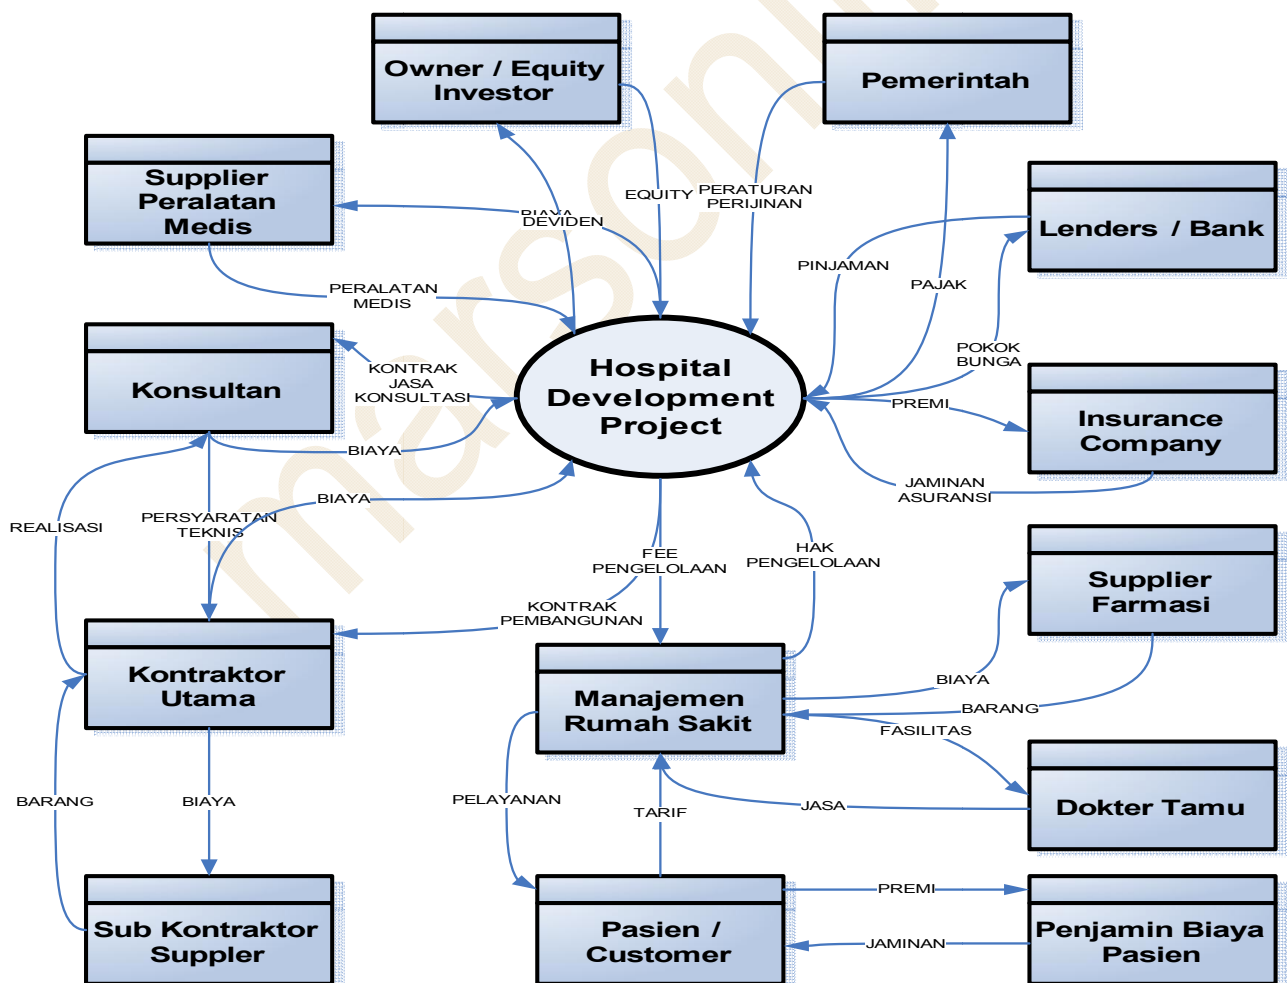 Owner / Equity
Investor
Pemerintah
Supplier
Peralatan
Medis
Lenders / Bank
EQUITY
PERATURAN
PERIJINAN
BIAYA
DEVIDEN
PINJAMAN
PAJAK
PERALATAN
MEDIS
POKOK
BUNGA
Konsultan
KONTRAK
JASA
KONSULTASI
Hospital
Development
Project
PREMI
Insurance
Company
BIAYA
JAMINAN
ASURANSI
BIAYA
REALISASI
PERSYARATAN
TEKNIS
FEE
PENGELOLAAN
HAK
PENGELOLAAN
Supplier
Farmasi
KONTRAK
PEMBANGUNAN
Kontraktor
Utama
Manajemen
Rumah Sakit
BIAYA
BARANG
FASILITAS
BARANG
BIAYA
PELAYANAN
TARIF
JASA
Dokter Tamu
Sub Kontraktor
Suppler
Pasien /
Customer
PREMI
JAMINAN
Penjamin Biaya
Pasien